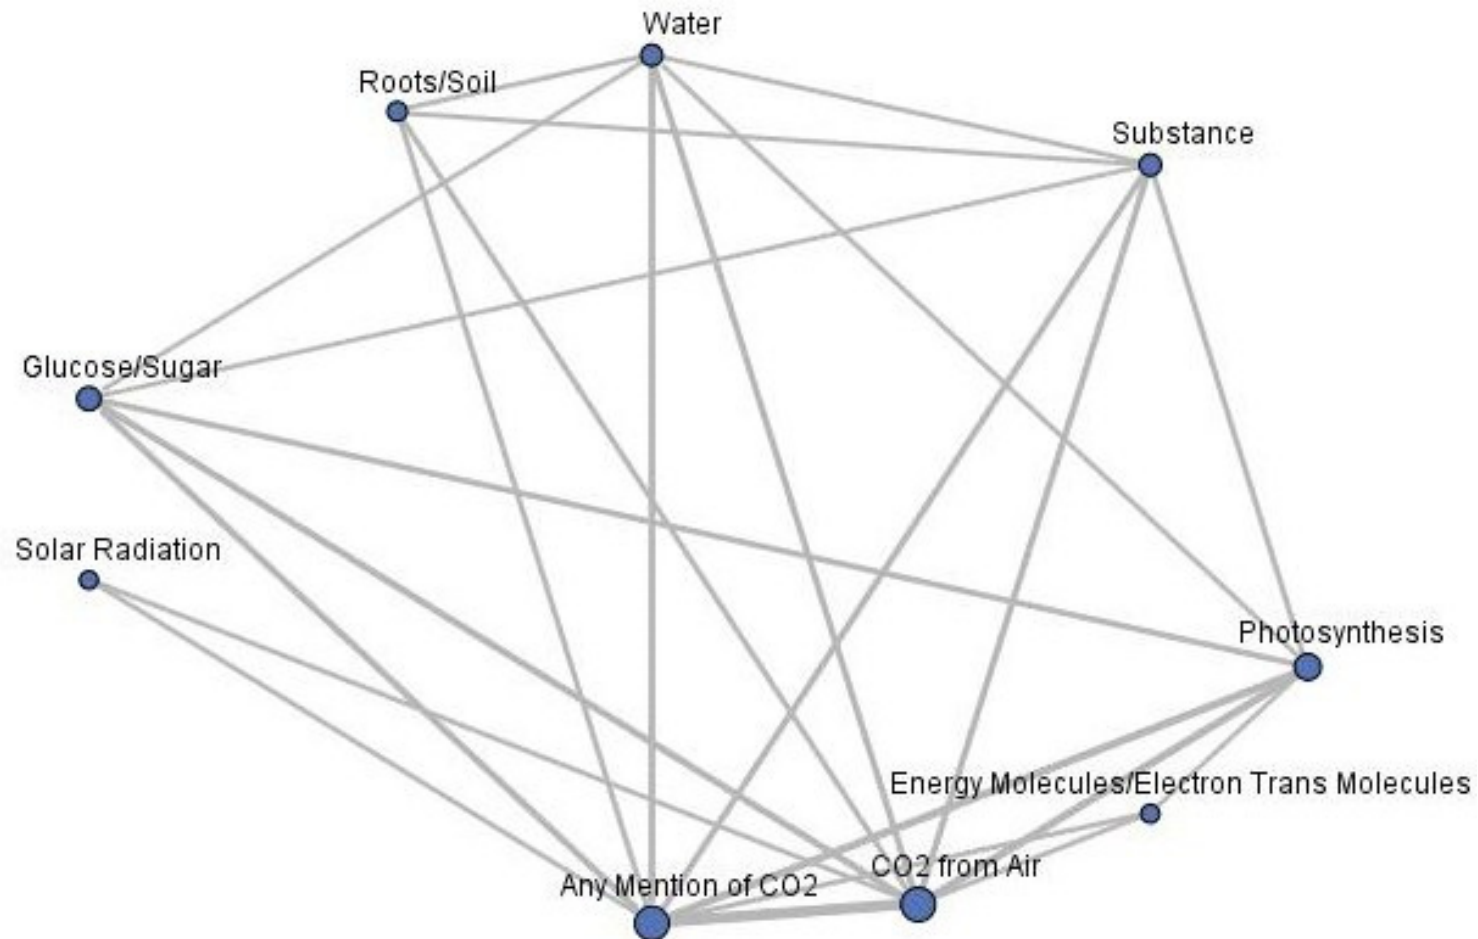 Water
Roots/Soil
Substance
Glucose/Sugar
Solar Radiation
Photosynthesis
Energy Molecules/Electron Trans Molecules
CO2 from Air
Any Mention of CO2